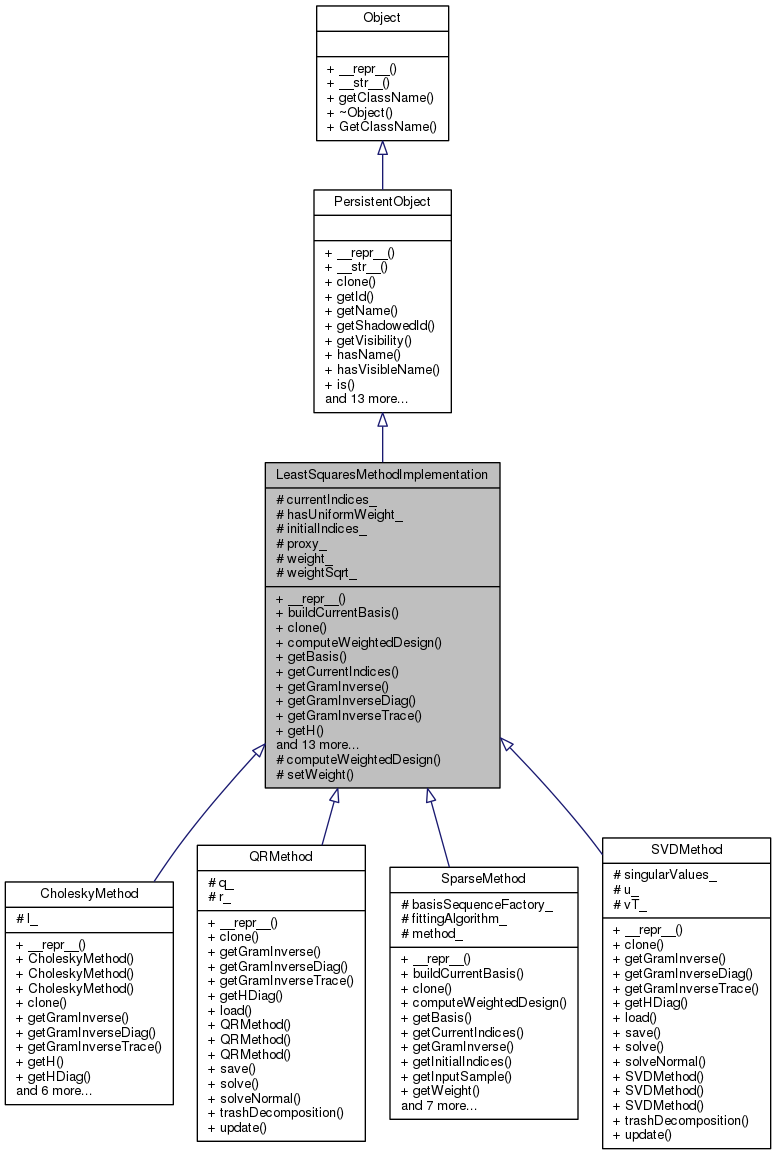 Object
+ __repr__()
+ __str__()
+ getClassName()
+ ~Object()
+ GetClassName()
PersistentObject
+ __repr__()
+ __str__()
+ clone()
+ getId()
+ getName()
+ getShadowedId()
+ getVisibility()
+ hasName()
+ hasVisibleName()
+ is()
and 13 more...
LeastSquaresMethodImplementation
# currentIndices_
# hasUniformWeight_
# initialIndices_
# proxy_
# weight_
# weightSqrt_
+ __repr__()
+ buildCurrentBasis()
+ clone()
+ computeWeightedDesign()
+ getBasis()
+ getCurrentIndices()
+ getGramInverse()
+ getGramInverseDiag()
+ getGramInverseTrace()
+ getH()
and 13 more...
# computeWeightedDesign()
# setWeight()
CholeskyMethod
# l_
+ __repr__()
+ CholeskyMethod()
+ CholeskyMethod()
+ CholeskyMethod()
+ clone()
+ getGramInverse()
+ getGramInverseDiag()
+ getGramInverseTrace()
+ getH()
+ getHDiag()
and 6 more...
QRMethod
# q_
# r_
+ __repr__()
+ clone()
+ getGramInverse()
+ getGramInverseDiag()
+ getGramInverseTrace()
+ getHDiag()
+ load()
+ QRMethod()
+ QRMethod()
+ QRMethod()
+ save()
+ solve()
+ solveNormal()
+ trashDecomposition()
+ update()
SparseMethod
# basisSequenceFactory_
# fittingAlgorithm_
# method_
+ __repr__()
+ buildCurrentBasis()
+ clone()
+ computeWeightedDesign()
+ getBasis()
+ getCurrentIndices()
+ getGramInverse()
+ getInitialIndices()
+ getInputSample()
+ getWeight()
and 7 more...
SVDMethod
# singularValues_
# u_
# vT_
+ __repr__()
+ clone()
+ getGramInverse()
+ getGramInverseDiag()
+ getGramInverseTrace()
+ getHDiag()
+ load()
+ save()
+ solve()
+ solveNormal()
+ SVDMethod()
+ SVDMethod()
+ SVDMethod()
+ trashDecomposition()
+ update()